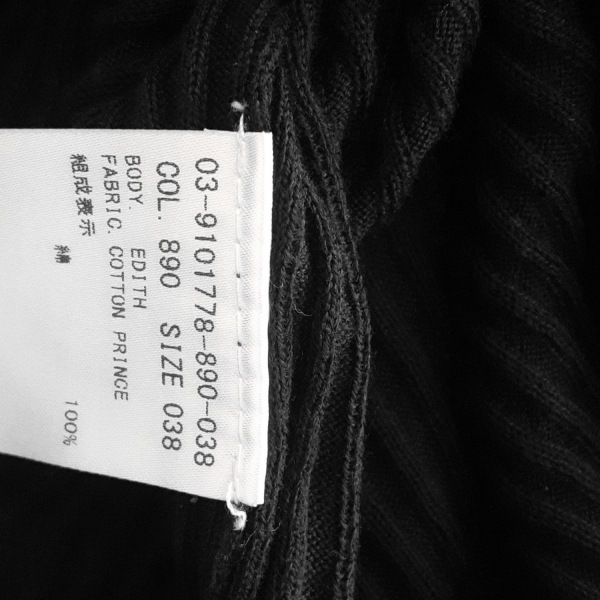 03-9101778-890-038
COL. 890 SIZE 038
BODY. EDITH
FABRIC. COTTON PRINCE
組成表示
綿 100%